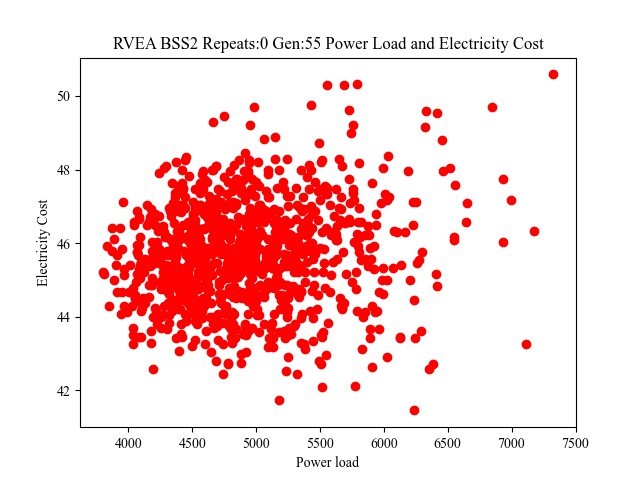 RVEA BSS2 Repeats:0 Gen:55 Power Load and Electricity Cost
50
48
46
44
42
Electricity Cost
4000 4500 5000 5500 6000 6500 7000 7500
Power load